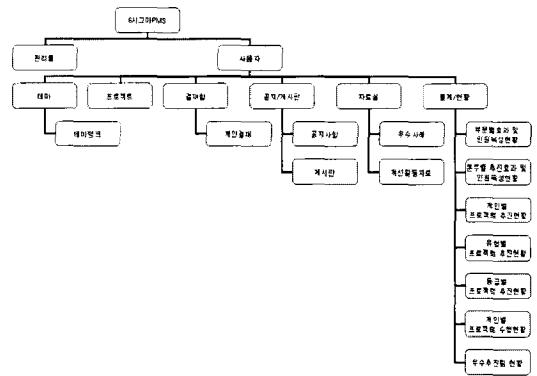 6시그마PMS
관리툴
사용자
테마
프로젝트
결재함
공지/게시판
자료실
통계/현황
테마뱅크
개인결재
공지사항
게시판
우수사례
개선활동자료
부문별효과 및
인원육성현황
본부별 추진효과 및
인원육성현황
개인별
프로젝트 추진현황
유형별
프로젝트 추진현황
등급별
프로젝트 추진현황
개인별
프로젝트 수행현황
우수추진팀 현황